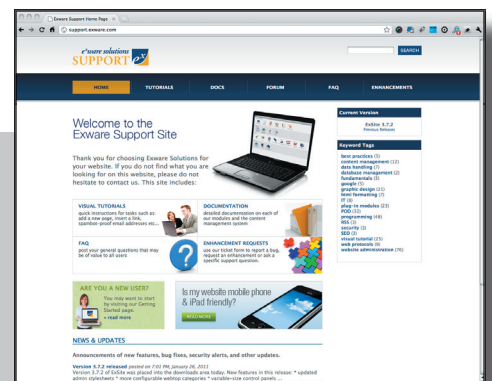 Exware Support Home Page
support.exware.com
e*ware solutions
SUPPORT ex
SEARCH
HOME
TUTORIALS
DOCS
FORUM
FAQ
ENHANCEMENTS
Welcome to the
Exware Support Site
Thank you for choosing Exware Solutions for
your website. If you do not find what you are
looking for on this website, please do not
hesitate to contact us. This site includes:
VISUAL TUTORIALS
quick instructions for tasks such as:
add a new page, insert a link,
spambot-proof email addresses etc...
DOCUMENTATION
detailed documentation on each of
our modules and the content
management system
FAQ
post your general questions that may
be of value to all users
ENHANCEMENT REQUESTS
use our ticket form to report a bug,
request an enhancement or ask a
specific support question.
ARE YOU A NEW USER?
You may want to start
by visiting our Getting
Started page.
» read more
Is my website mobile phone
& iPad friendly?
READ MORE
NEWS & UPDATES
Announcements of new features, bug fixes, security alerts, and other updates.
Version 3.7.2 released posted on 7:01 PM, January 26, 2011
Version 3.7.2 of ExSite was placed into the downloads area today. New features in this release: * updated
admin stylesheets * more configurable webtop categories * variable-size control panels ...
Current Version
ExSite 3.7.2
Previous Releases
Keyword Tags
best practices (5)
content management (12)
data handling (7)
database management (2)
fundamentals (3)
google (5)
graphic design (21)
html formatting (7)
IT (8)
plug-in modules (23)
POD (32)
programming (48)
RSS (3)
security (3)
SEO (3)
visual tutorial (23)
web protocols (9)
website administration (76)